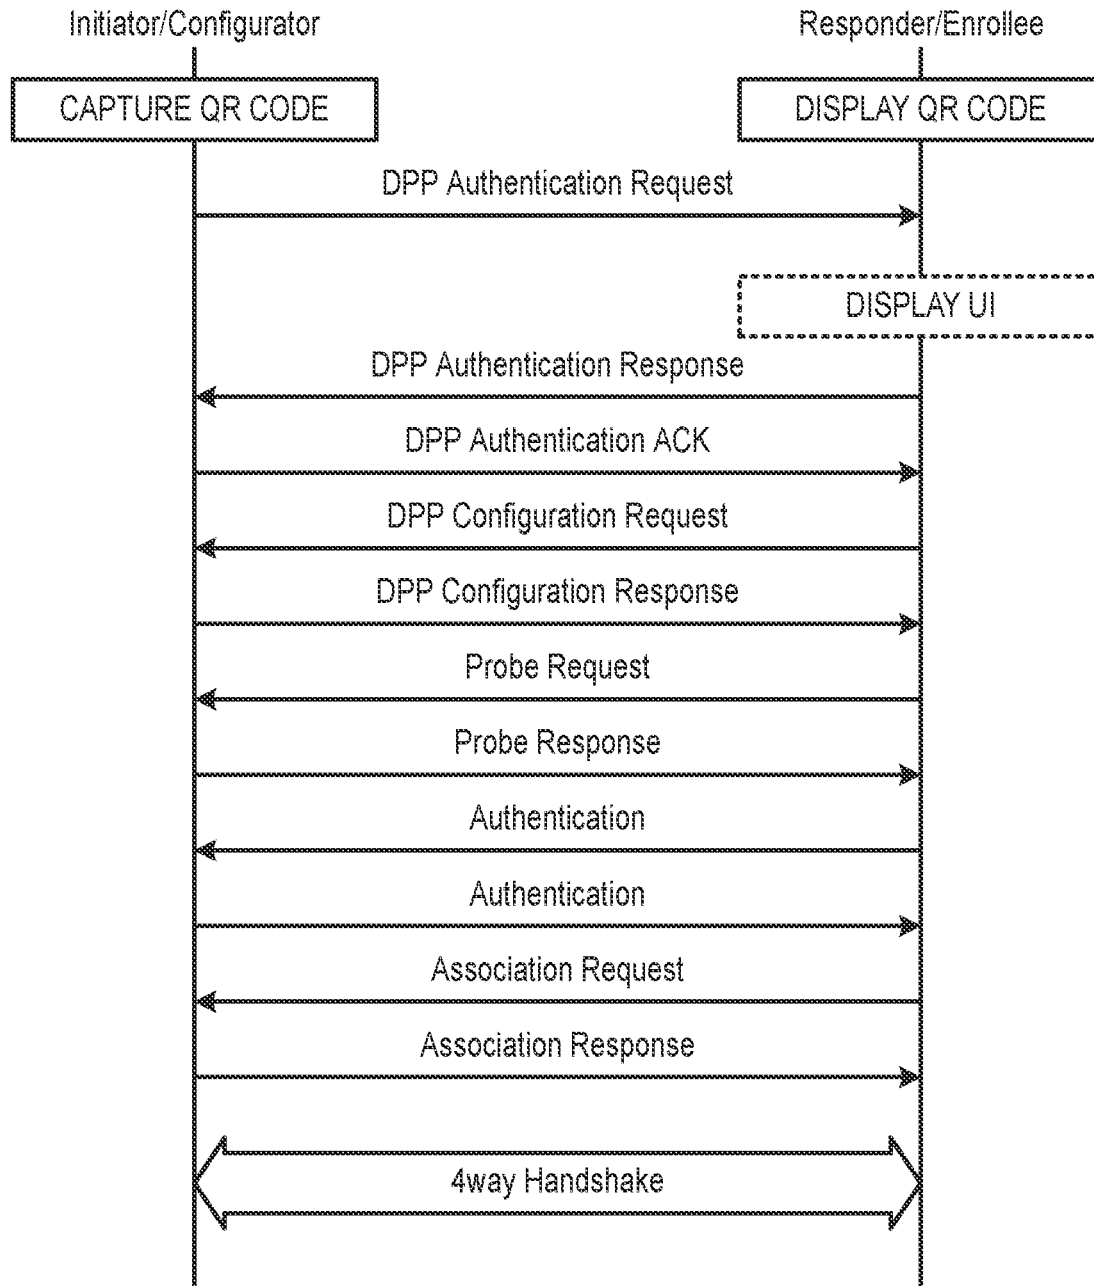 Initiator/Configurator
Responder/Enrollee
CAPTURE QR CODE
DISPLAY QR CODE
DPP Authentication Request
DISPLAY UI
DPP Authentication Response
DPP Authentication ACK
DPP Configuration Request
DPP Configuration Response
Probe Request
Probe Response
Authentication
Authentication
Association Request
Association Response
4way Handshake